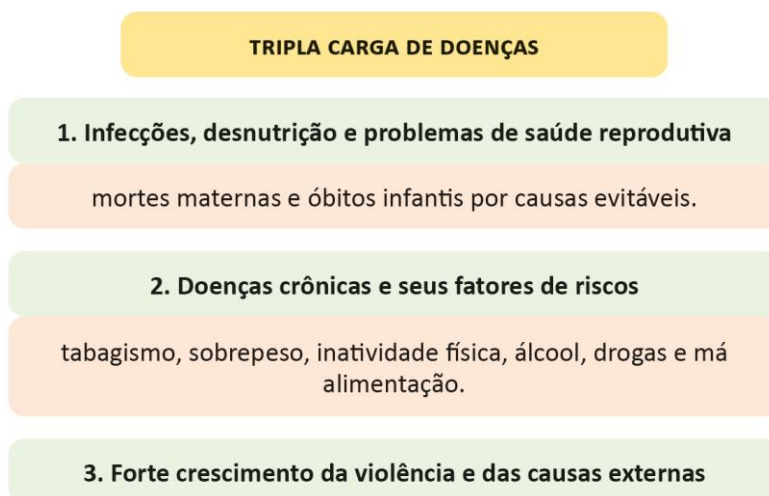 TRIPLA CARGA DE DOENÇAS
1. Infecções, desnutrição e problemas de saúde reprodutiva
mortes maternas e óbitos infantis por causas evitáveis.
2. Doenças crônicas e seus fatores de riscos
tabagismo, sobrepeso, inatividade física, álcool, drogas e má
alimentação.
3. Forte crescimento da violência e das causas externas